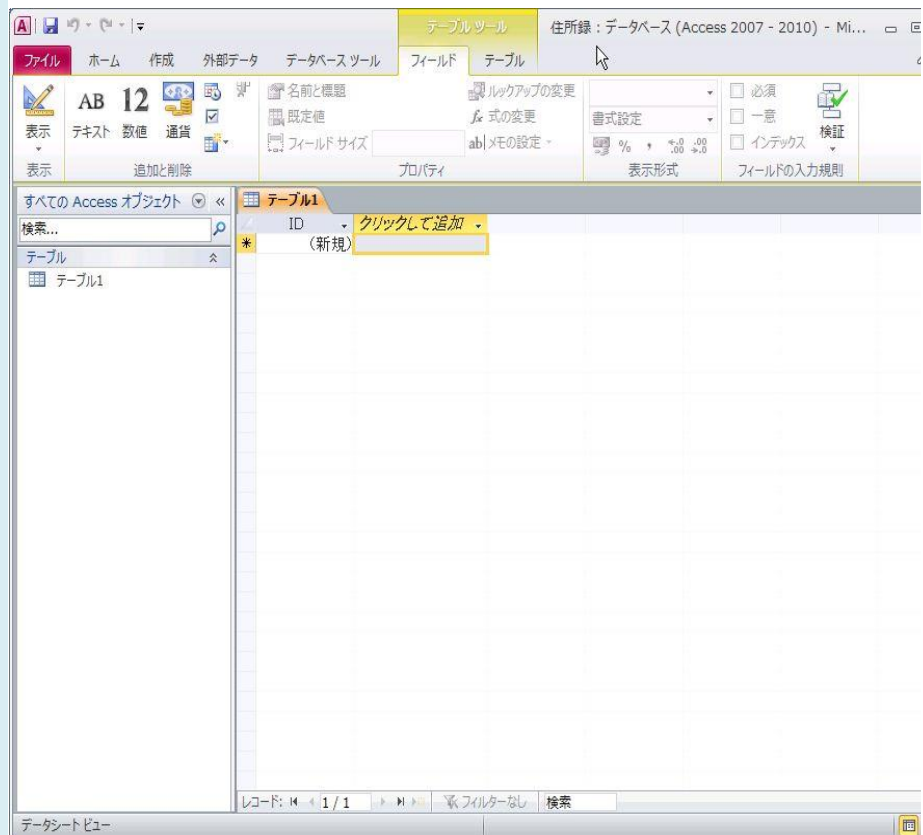 テーブル ツール 住所録 : データベース (Access 2007 - 2010) - Mi...
ファイル ホーム 作成 外部データ データベース ツール フィールド テーブル
表示
AB テキスト
12 数値
通貨
名前と標題
既定値
フィールド サイズ
ルックアップの変更
fx 式の変更
ab| メモの設定
書式設定
% , .00 .00 .0
必須
一意
インデックス
検証
表示 追加と削除 プロパティ 表示形式 フィールドの入力規則
すべての Access オブジェクト «
検索...
テーブル
テーブル1
テーブル1
ID クリックして追加
* (新規)
レコード: 1 / 1 フィルターなし 検索
データシート ビュー